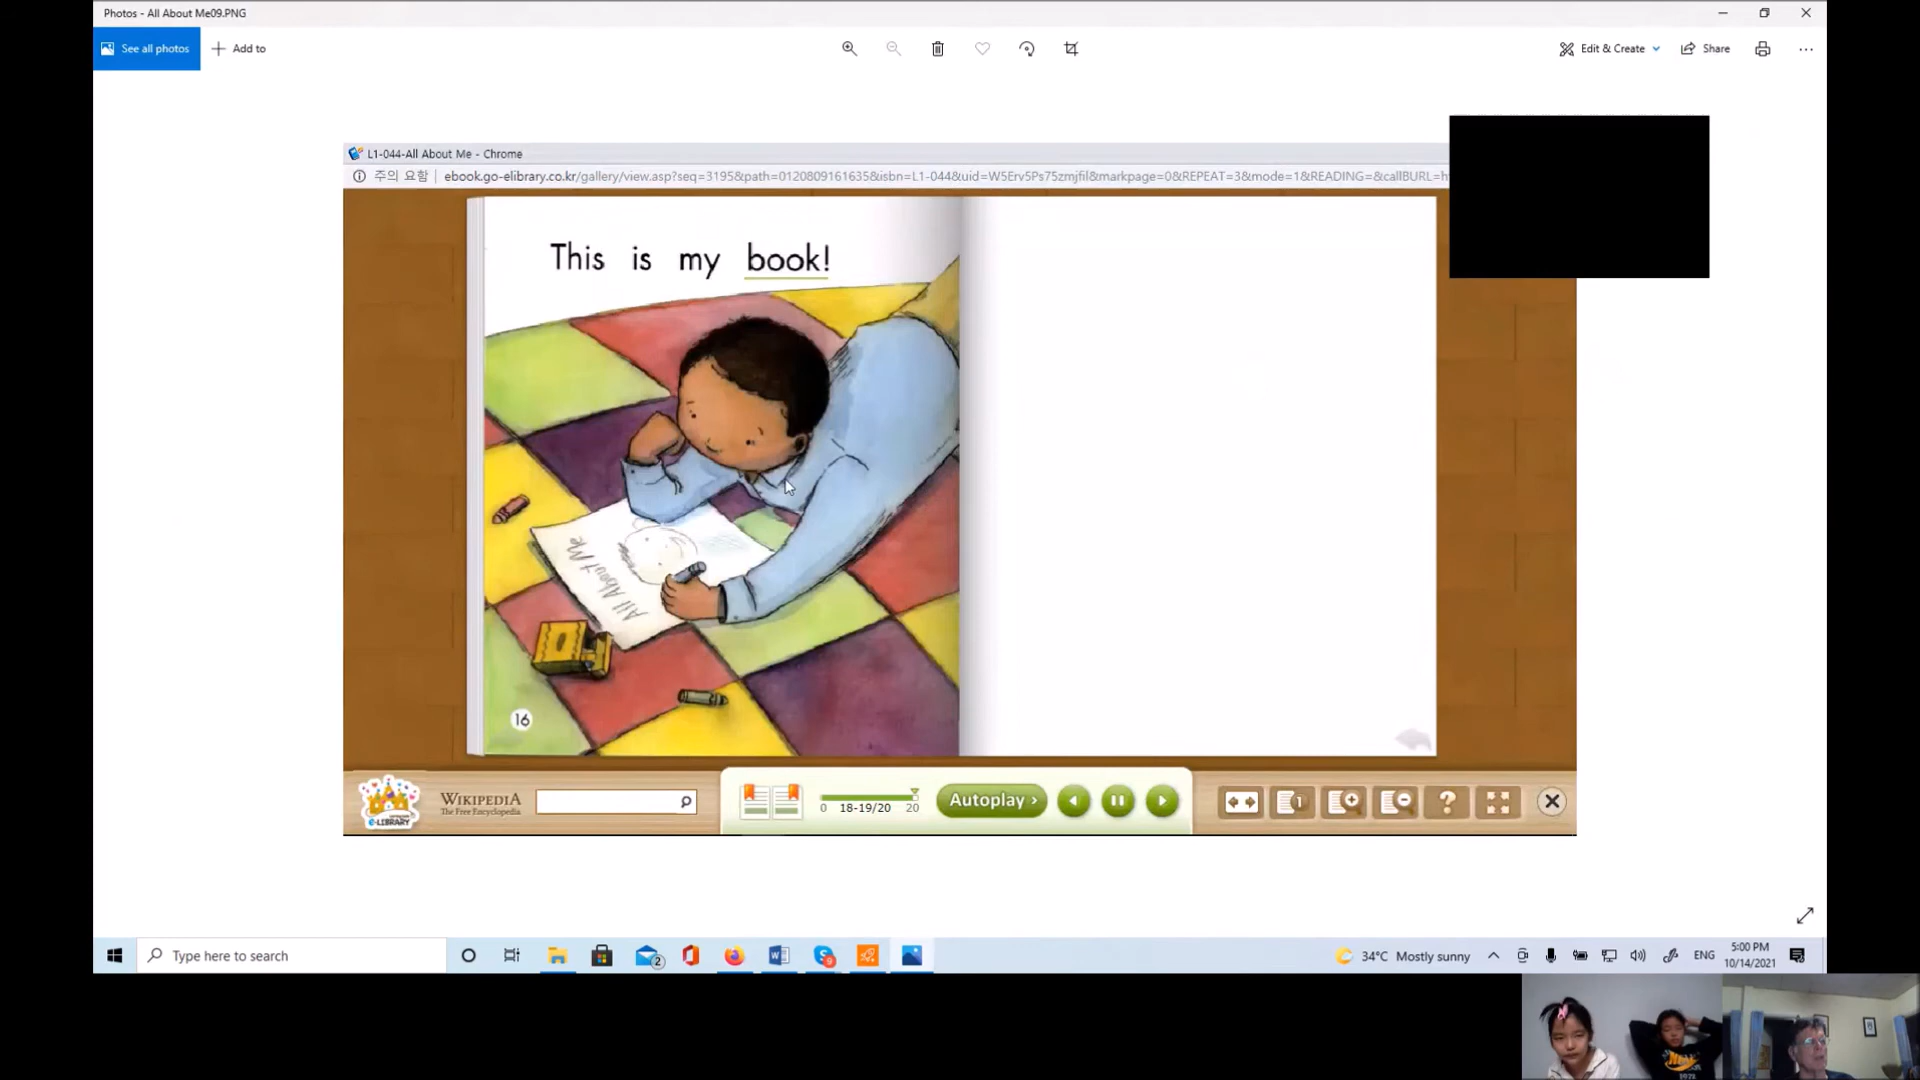 Photos - All About Me09.PNG
See all photos
Add to
Edit & Create
Share
L1-044-All About Me - Chrome
주의 요함 | ebook.go-elibrary.co.kr/gallery/view.asp?seq=3195&path=0120809161635&isbn=L1-044&uid=W5Erv5Ps75zmjfil&markpage=0&REPEAT=3&mode=1&READING=&callBURL=h
This is my book!
All About Me
16
e-LIBRARY
WIKIPEDIA
The Free Encyclopedia
0 18-19/20 20
Autoplay ›
1
?
Type here to search
2
34°C Mostly sunny
ENG
5:00 PM
10/14/2021